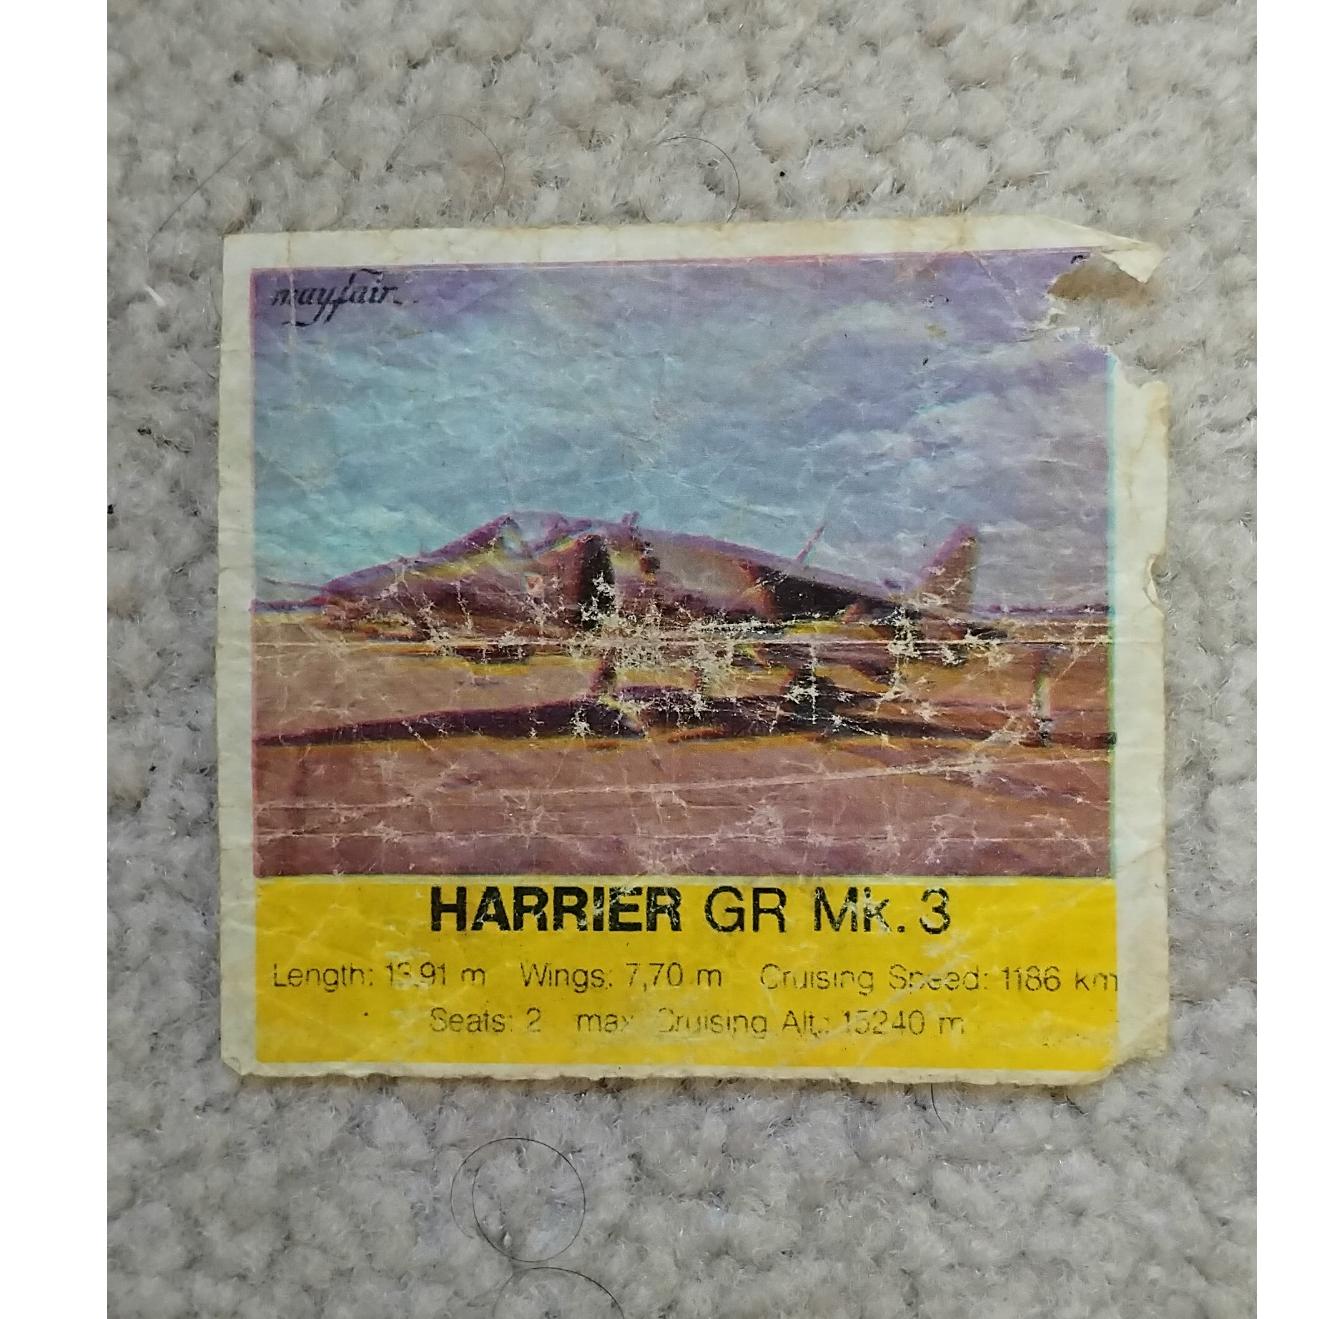 mayfair
HARRIER GR Mk. 3
Length: 13,91 m Wings: 7,70 m Cruising Speed: 1186 km
Seats: 2 max. Cruising Alt.: 15240 m